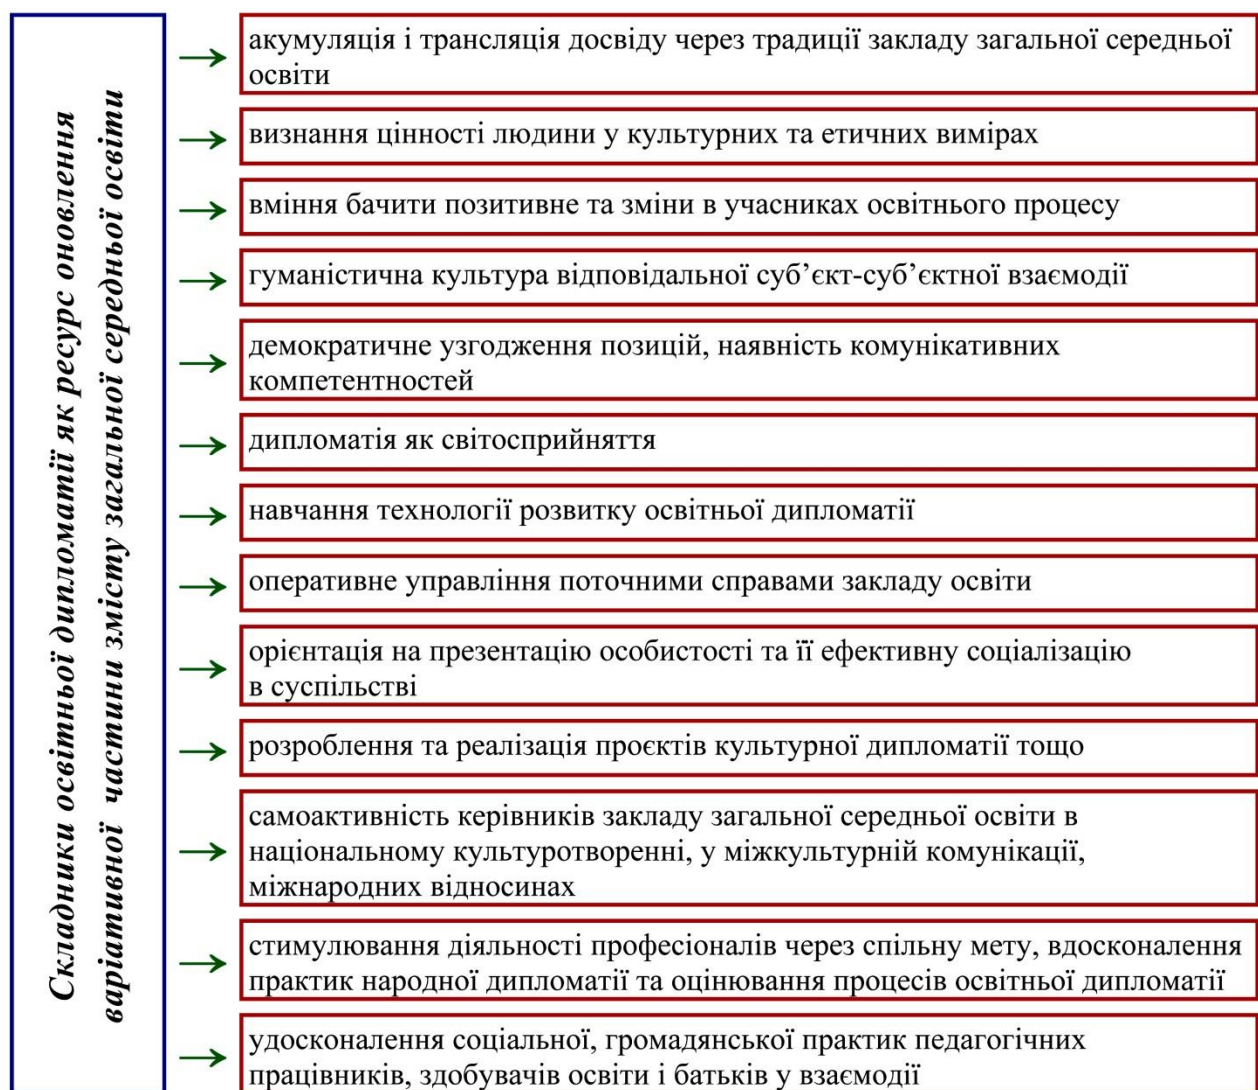 Складники освітньої дипломатії як ресурс оновлення
варіативної частини змісту загальної середньої освіти
акумуляція і трансляція досвіду через традиції закладу загальної середньої
освіти
визнання цінності людини у культурних та етичних вимірах
вміння бачити позитивне та зміни в учасниках освітнього процесу
гуманістична культура відповідальної суб’єкт-суб’єктної взаємодії
демократичне узгодження позицій, наявність комунікативних
компетентностей
дипломатія як світосприйняття
навчання технології розвитку освітньої дипломатії
оперативне управління поточними справами закладу освіти
орієнтація на презентацію особистості та її ефективну соціалізацію
в суспільстві
розроблення та реалізація проєктів культурної дипломатії тощо
самоактивність керівників закладу загальної середньої освіти в
національному культуротворенні, у міжкультурній комунікації,
міжнародних відносинах
стимулювання діяльності професіоналів через спільну мету, вдосконалення
практик народної дипломатії та оцінювання процесів освітньої дипломатії
удосконалення соціальної, громадянської практик педагогічних
працівників, здобувачів освіти і батьків у взаємодії